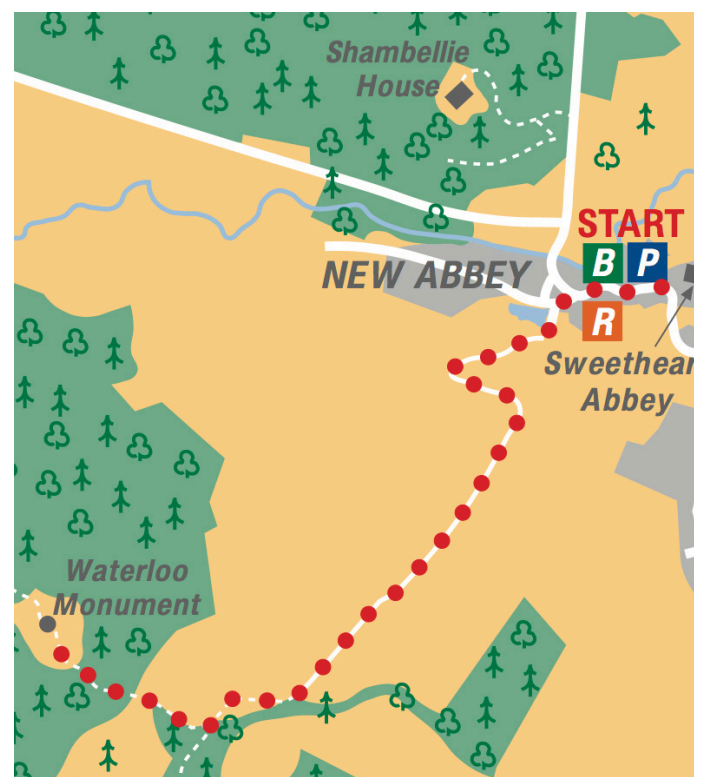 Shambellie
House
START
B P
NEW ABBEY
R
Sweethear
Abbey
Waterloo
Monument